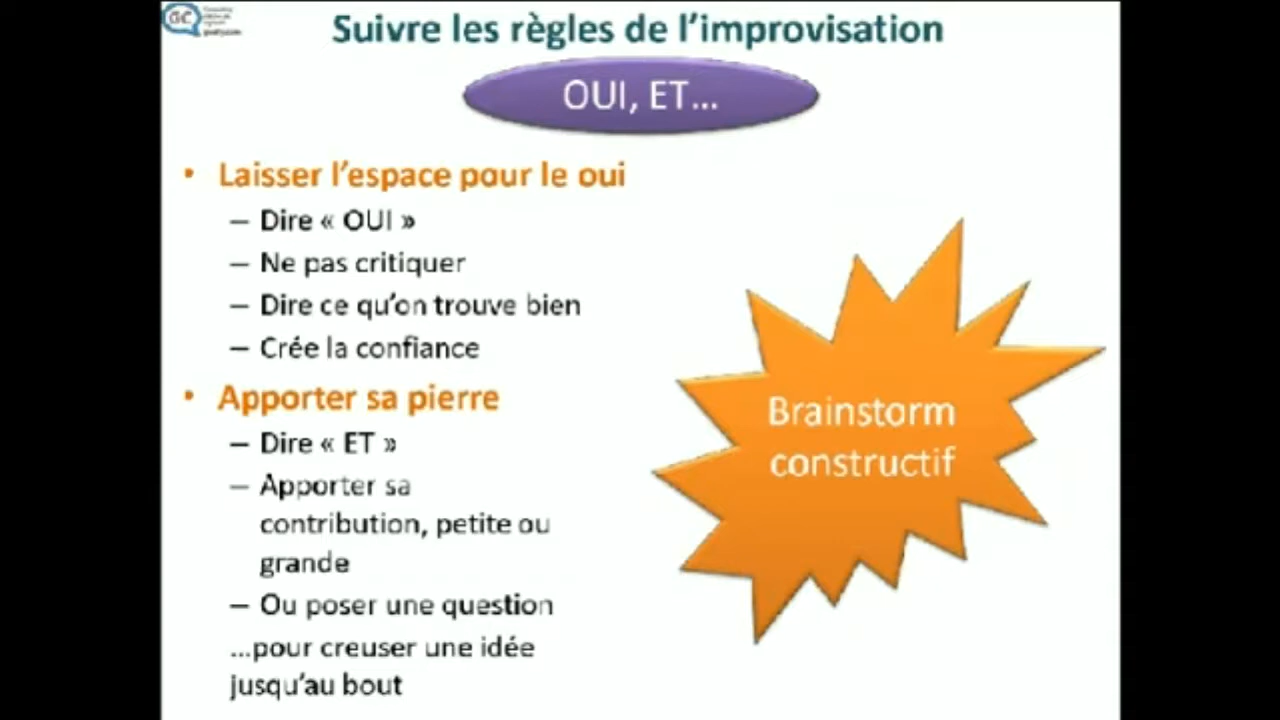 Suivre les règles de l'improvisation
OUI, ET...
• Laisser l'espace pour le oui
– Dire « OUI »
– Ne pas critiquer
– Dire ce qu'on trouve bien
– Crée la confiance
• Apporter sa pierre
– Dire « ET »
– Apporter sa
contribution, petite ou
grande
– Ou poser une question
...pour creuser une idée
jusqu'au bout
Brainstorm
constructif